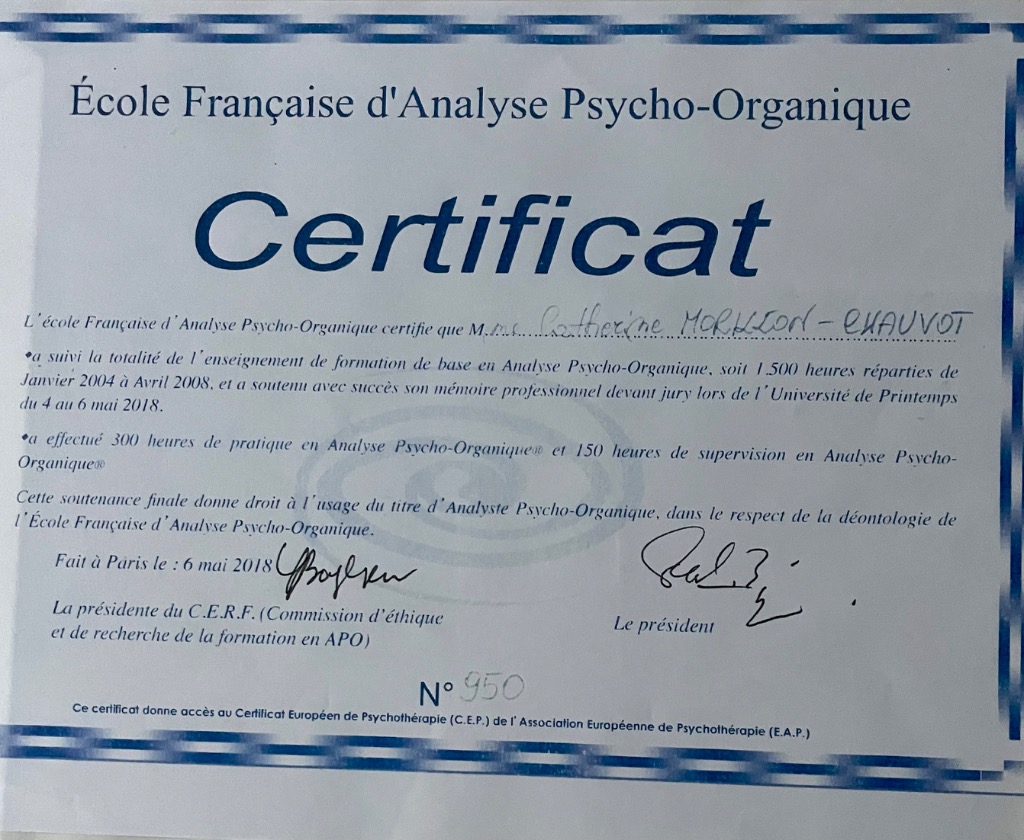 École Française d'Analyse Psycho-Organique
Certificat
L'école Française d'Analyse Psycho-Organique certifie que M.me Catherine CHAUVOT
•a suivi la totalité de l'enseignement de formation de base en Analyse Psycho-Organique, soit 1.500 heures réparties de
Janvier 2004 à Avril 2008, et a soutenu avec succès son mémoire professionnel devant jury lors de l'Université de Printemps
du 4 au 6 mai 2018.
•a effectué 300 heures de pratique en Analyse Psycho-Organique® et 150 heures de supervision en Analyse Psycho-
Organique®
Cette soutenance finale donne droit à l'usage du titre d'Analyste Psycho-Organique, dans le respect de la déontologie de
l'École Française d'Analyse Psycho-Organique.
Fait à Paris le : 6 mai 2018
La présidente du C.E.R.F. (Commission d'éthique
et de recherche de la formation en APO)
Le président
N° 950
Ce certificat donne accès au Certificat Européen de Psychothérapie (C.E.P.) de l' Association Européenne de Psychothérapie (E.A.P.)